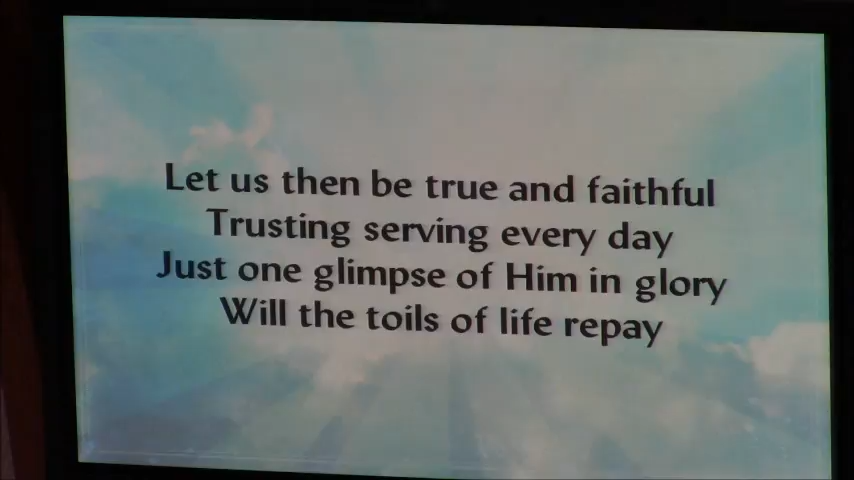 Let us then be true and faithful
Trusting serving every day
Just one glimpse of Him in glory
Will the toils of life repay